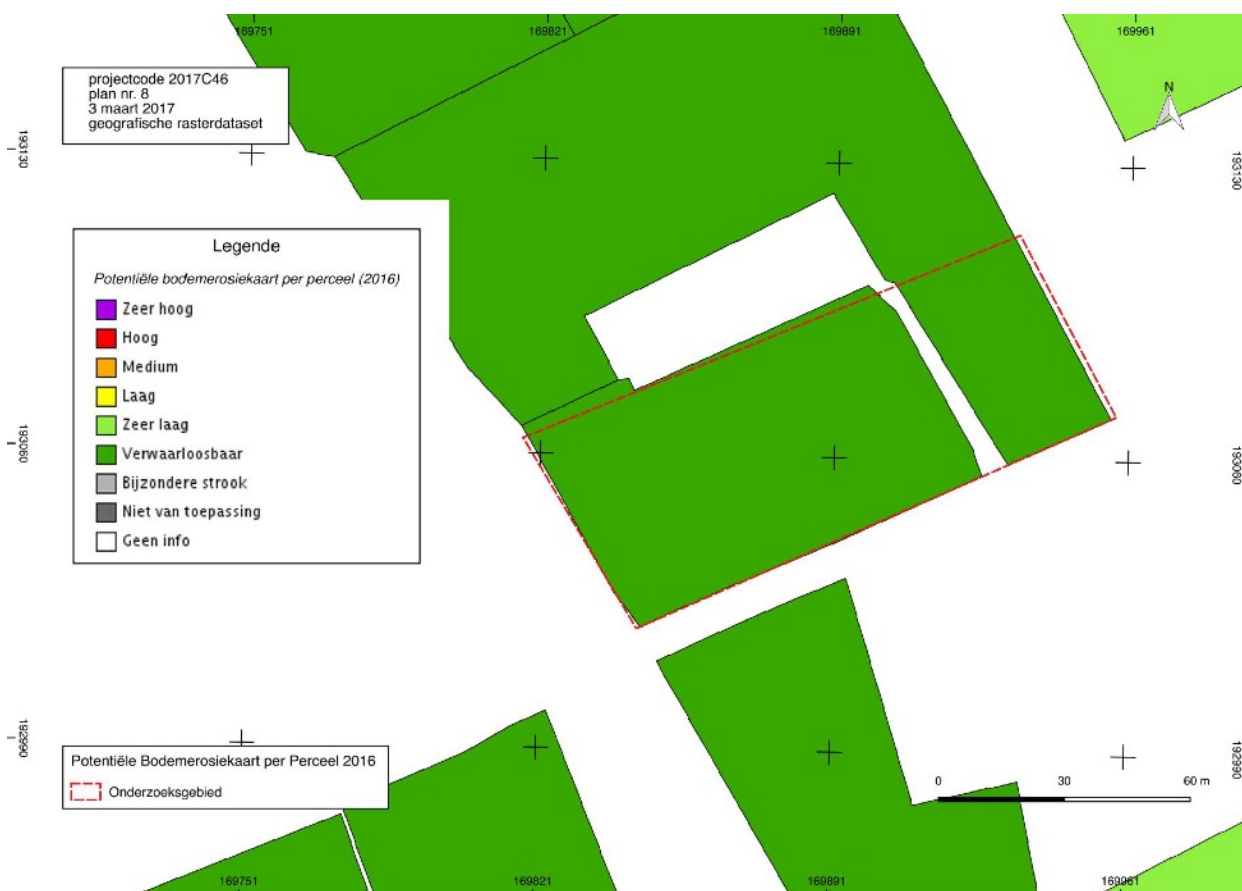 169751
169821
169891
169961
projectcode 2017C46
plan nr. 8
3 maart 2017
geografische rasterdataset
N
193130
193130
Legende
Potentiële bodemerosiekaart per perceel (2016)
Zeer hoog
Hoog
Medium
Laag
Zeer laag
Verwaarloosbaar
Bijzondere strook
Niet van toepassing
Geen info
193060
193060
192990
192990
Potentiële Bodemerosiekaart per Perceel 2016
Onderzoeksgebied
0 30 60 m
169751
169821
169891
169961